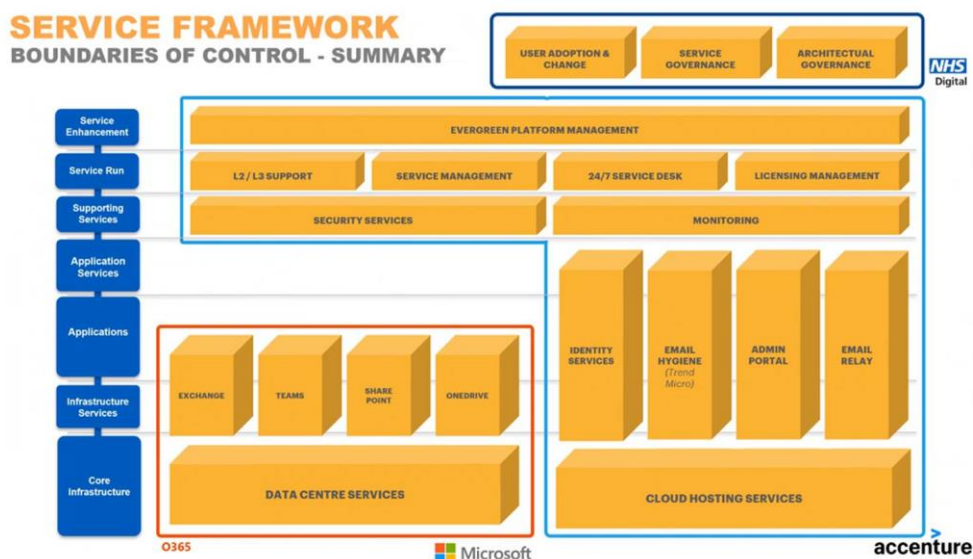 SERVICE FRAMEWORK
BOUNDARIES OF CONTROL - SUMMARY
USER ADOPTION &
CHANGE
SERVICE
GOVERNANCE
ARCHITECTUAL
GOVERNANCE
NHS
Digital
Service
Enhancement
EVERGREEN PLATFORM MANAGEMENT
Service Run
L2 / L3 SUPPORT
SERVICE MANAGEMENT
24/7 SERVICE DESK
LICENSING MANAGEMENT
Supporting
Services
SECURITY SERVICES
MONITORING
Application
Services
Applications
IDENTITY
SERVICES
EMAIL
HYGIENE
(Trend
Micro)
ADMIN
PORTAL
EMAIL
RELAY
Infrastructure
Services
EXCHANGE
TEAMS
SHARE
POINT
ONEDRIVE
Core
Infrastructure
DATA CENTRE SERVICES
CLOUD HOSTING SERVICES
O365
Microsoft
accenture